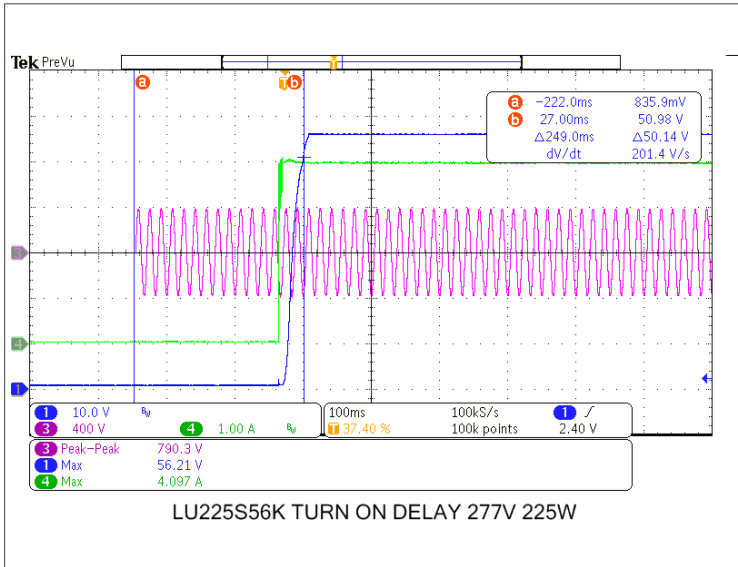 Tek PreVu
T
a
T b
a -222.0ms 835.9mV
b 27.00ms 50.98 V
Δ249.0ms Δ50.14 V
dV/dt 201.4 V/s
3
4
1
1 10.0 V BW
3 400 V 4 1.00 A BW
100ms 100kS/s 1
T 37.40 % 100k points 2.40 V
3 Peak-Peak 790.3 V
1 Max 56.21 V
4 Max 4.097 A
LU225S56K TURN ON DELAY 277V 225W